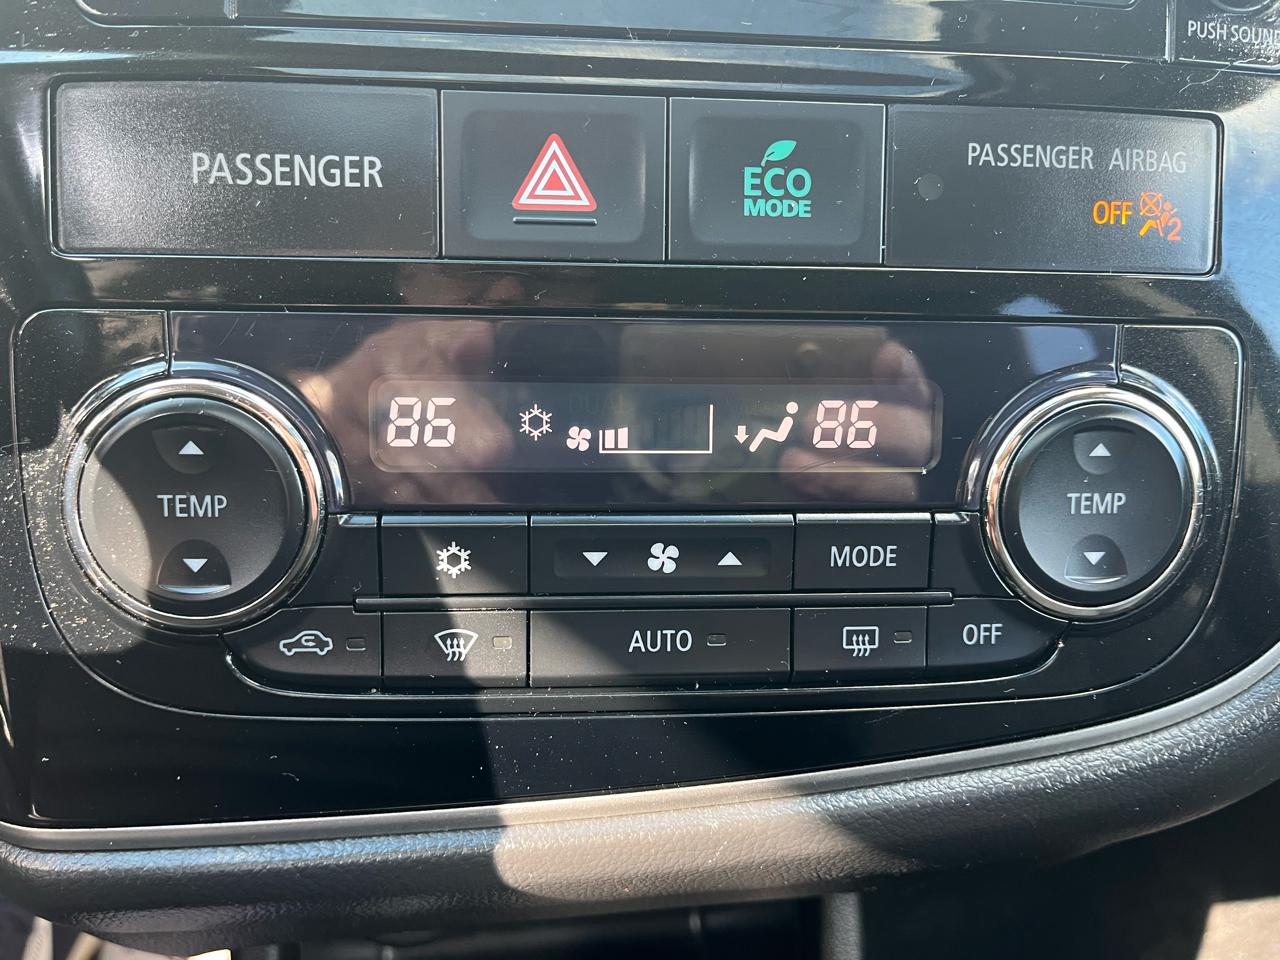 PUSH SOUND
PASSENGER
ECO
MODE
PASSENGER AIRBAG
OFF 2
86 86
TEMP
TEMP
MODE
AUTO
OFF